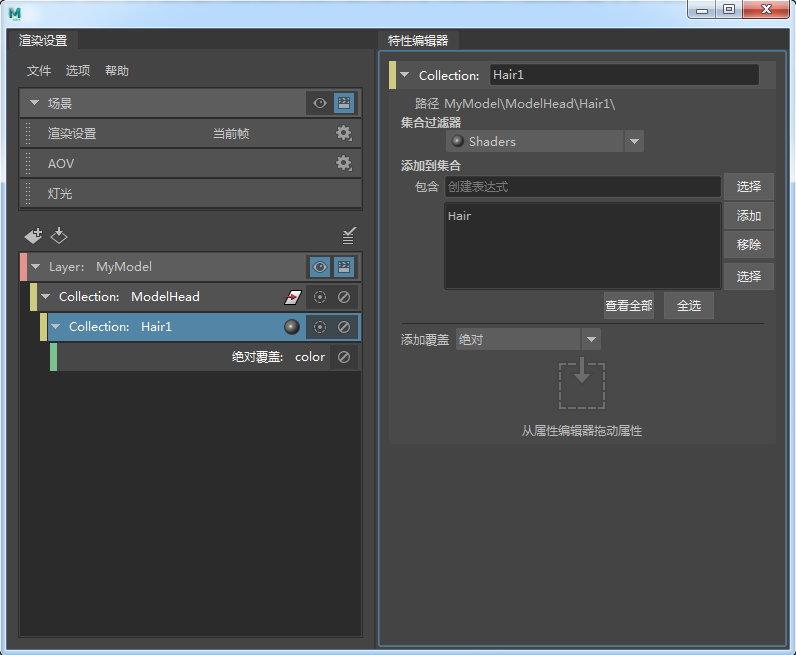 渲染设置
文件 选项 帮助
场景
渲染设置 当前帧
AOV
灯光
Layer: MyModel
Collection: ModelHead
Collection: Hair1
绝对覆盖: color
特性编辑器
Collection: Hair1
路径 MyModel\ModelHead\Hair1\
集合过滤器
Shaders
添加到集合
包含 创建表达式 选择
Hair 添加
移除
选择
查看全部 全选
添加覆盖 绝对
从属性编辑器拖动属性